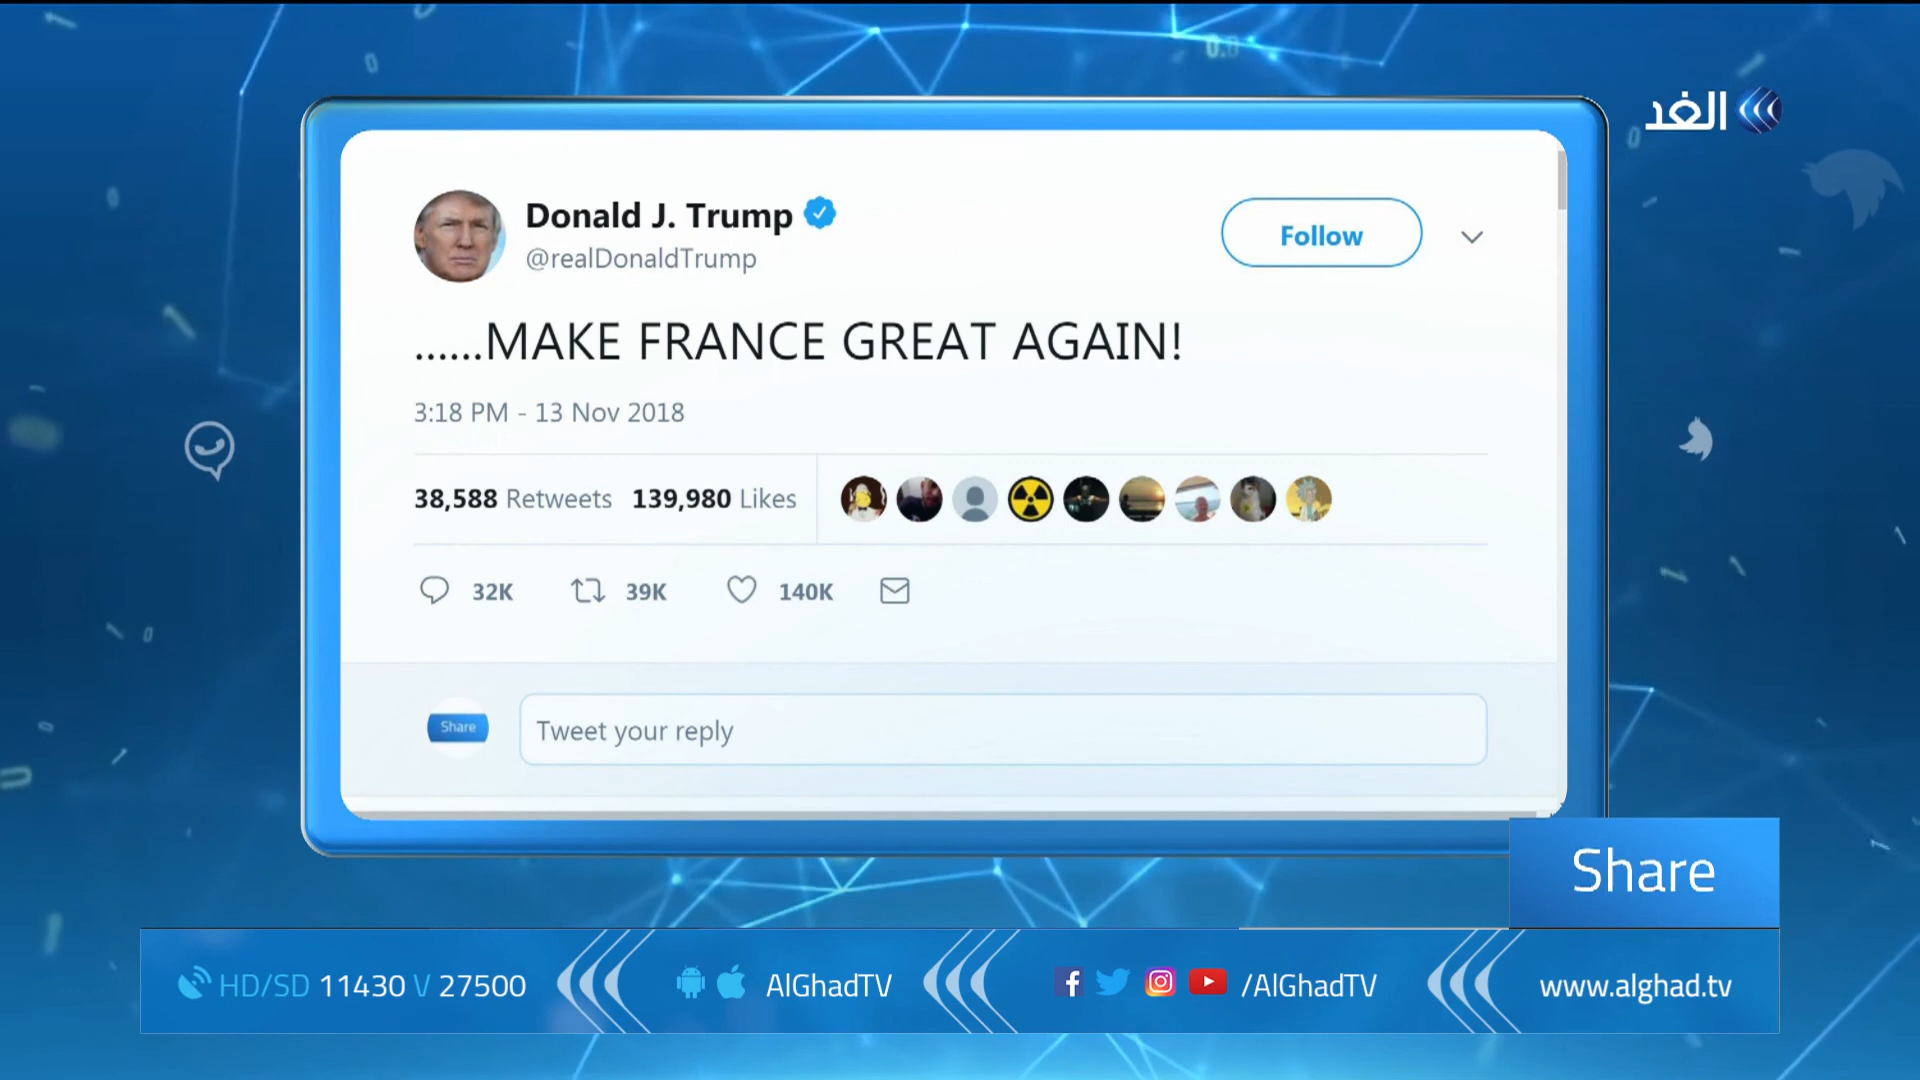 الغد
Donald J. Trump
@realDonaldTrump
Follow
......MAKE FRANCE GREAT AGAIN!
3:18 PM - 13 Nov 2018
38,588 Retweets 139,980 Likes
32K 39K 140K
Share
Tweet your reply
Share
HD/SD 11430 V 27500
AlGhadTV
/AlGhadTV
www.alghad.tv